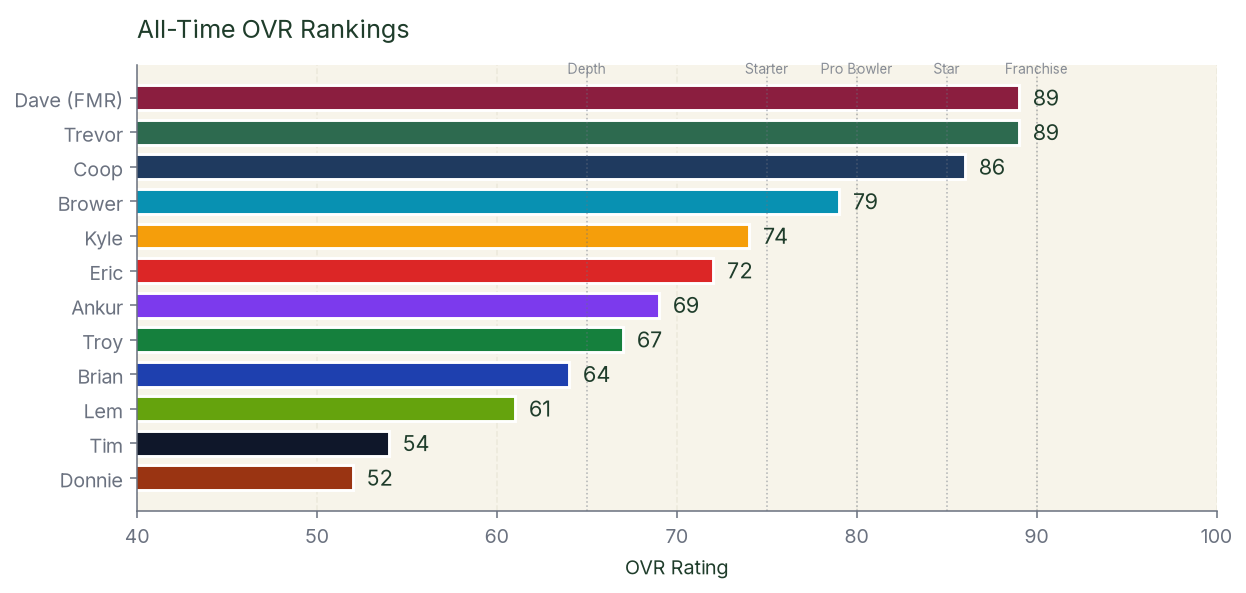 All-Time OVR Rankings
Depth Starter Pro Bowler Star Franchise
Dave (FMR) 89
Trevor 89
Coop 86
Brower 79
Kyle 74
Eric 72
Ankur 69
Troy 67
Brian 64
Lem 61
Tim 54
Donnie 52
40 50 60 70 80 90 100
OVR Rating